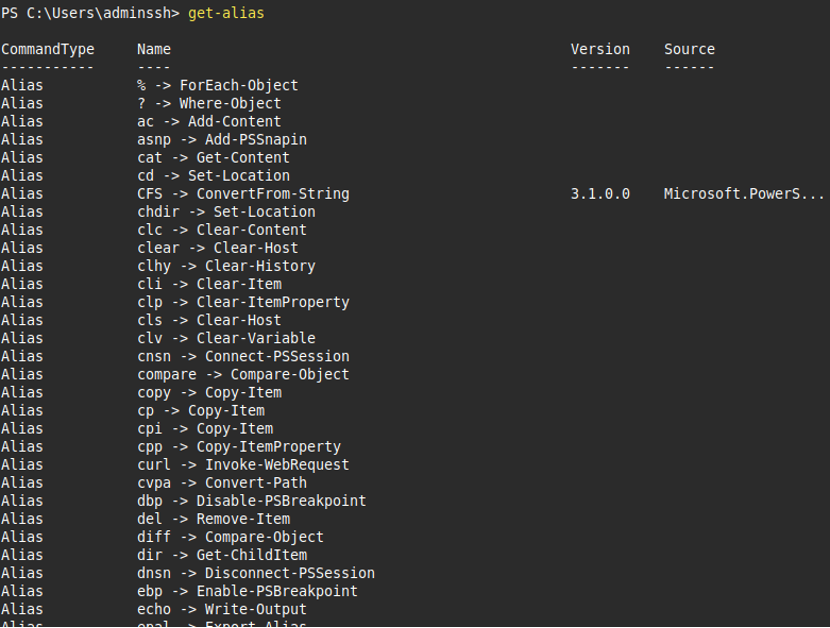 PS C:\Users\adminssh> get-alias
CommandType     Name                                               Version    Source
-----------     ----                                               -------    ------
Alias           % -> ForEach-Object
Alias           ? -> Where-Object
Alias           ac -> Add-Content
Alias           asnp -> Add-PSSnapin
Alias           cat -> Get-Content
Alias           cd -> Set-Location
Alias           CFS -> ConvertFrom-String                          3.1.0.0    Microsoft.PowerS...
Alias           chdir -> Set-Location
Alias           clc -> Clear-Content
Alias           clear -> Clear-Host
Alias           clhy -> Clear-History
Alias           cli -> Clear-Item
Alias           clp -> Clear-ItemProperty
Alias           cls -> Clear-Host
Alias           clv -> Clear-Variable
Alias           cnsn -> Connect-PSSession
Alias           compare -> Compare-Object
Alias           copy -> Copy-Item
Alias           cp -> Copy-Item
Alias           cpi -> Copy-Item
Alias           cpp -> Copy-ItemProperty
Alias           curl -> Invoke-WebRequest
Alias           cvpa -> Convert-Path
Alias           dbp -> Disable-PSBreakpoint
Alias           del -> Remove-Item
Alias           diff -> Compare-Object
Alias           dir -> Get-ChildItem
Alias           dnsn -> Disconnect-PSSession
Alias           ebp -> Enable-PSBreakpoint
Alias           echo -> Write-Output
Alias           epal -> Export-Alias